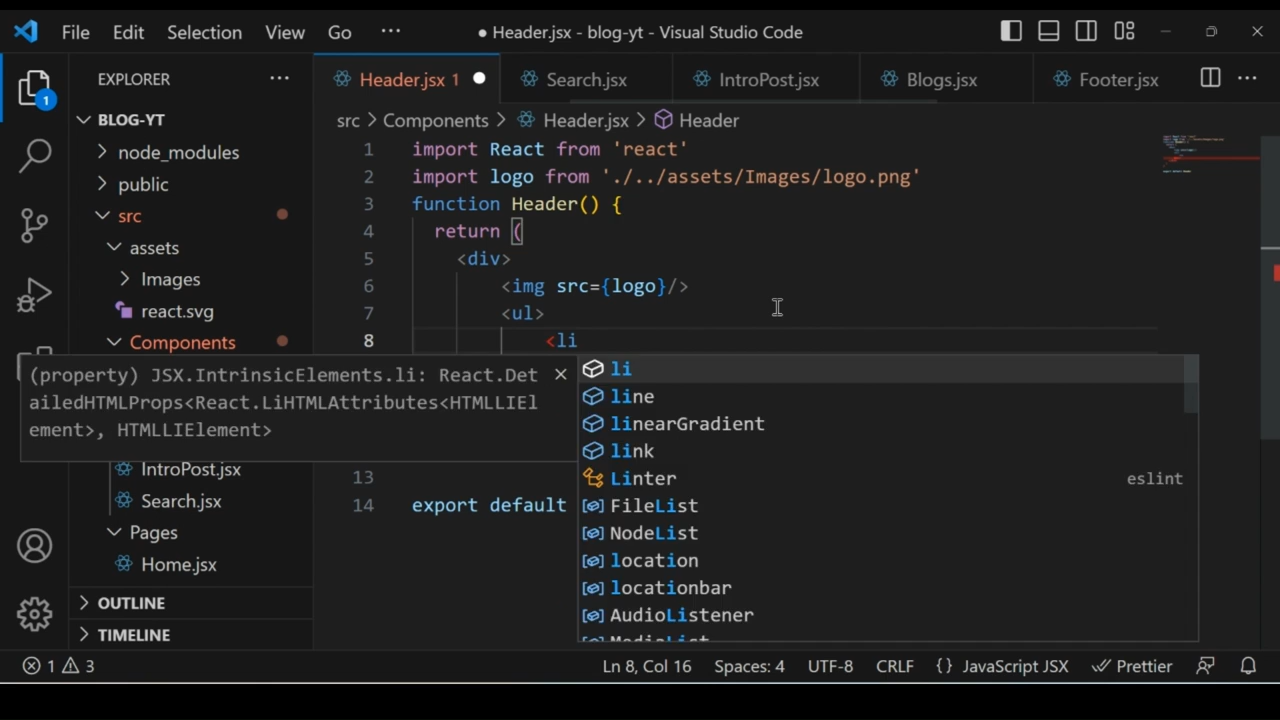 File Edit Selection View Go ··· ● Header.jsx - blog-yt - Visual Studio Code
EXPLORER ···
Header.jsx 1 ● Search.jsx IntroPost.jsx Blogs.jsx Footer.jsx ···
1
BLOG-YT
node_modules
public
src
assets
Images
react.svg
Components
IntroPost.jsx
Search.jsx
Pages
Home.jsx
OUTLINE
TIMELINE
src > Components > Header.jsx > Header
1 import React from 'react'
2 import logo from './../assets/Images/logo.png'
3 function Header() {
4 return (
5 <div>
6 <img src={logo}/>
7 <ul>
8 <li
13
14 export default
(property) JSX.IntrinsicElements.li: React.Det
ailedHTMLProps<React.LiHTMLAttributes<HTMLLIEl
ement>, HTMLLIElement>
li
line
linearGradient
link
Linter eslint
FileList
NodeList
location
locationbar
AudioListener
1 3 Ln 8, Col 16 Spaces: 4 UTF-8 CRLF {} JavaScript JSX Prettier